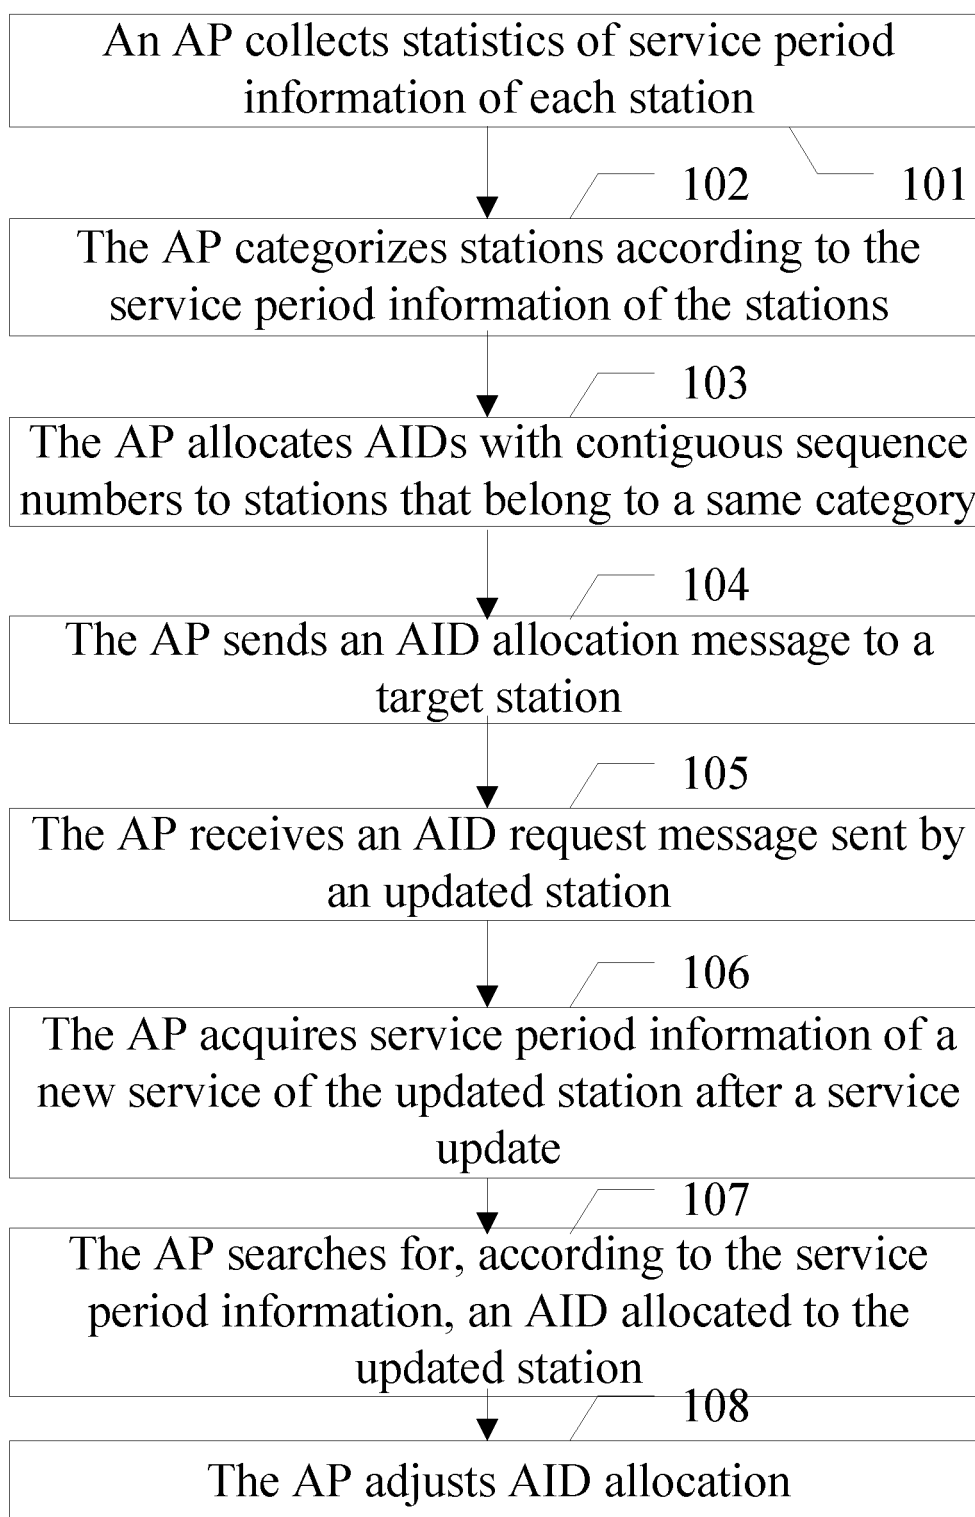 An AP collects statistics of service period
information of each station
101
102
The AP categorizes stations according to the
service period information of the stations
103
The AP allocates AIDs with contiguous sequence
numbers to stations that belong to a same category
104
The AP sends an AID allocation message to a
target station
105
The AP receives an AID request message sent by
an updated station
106
The AP acquires service period information of a
new service of the updated station after a service
update
107
The AP searches for, according to the service
period information, an AID allocated to the
updated station
108
The AP adjusts AID allocation